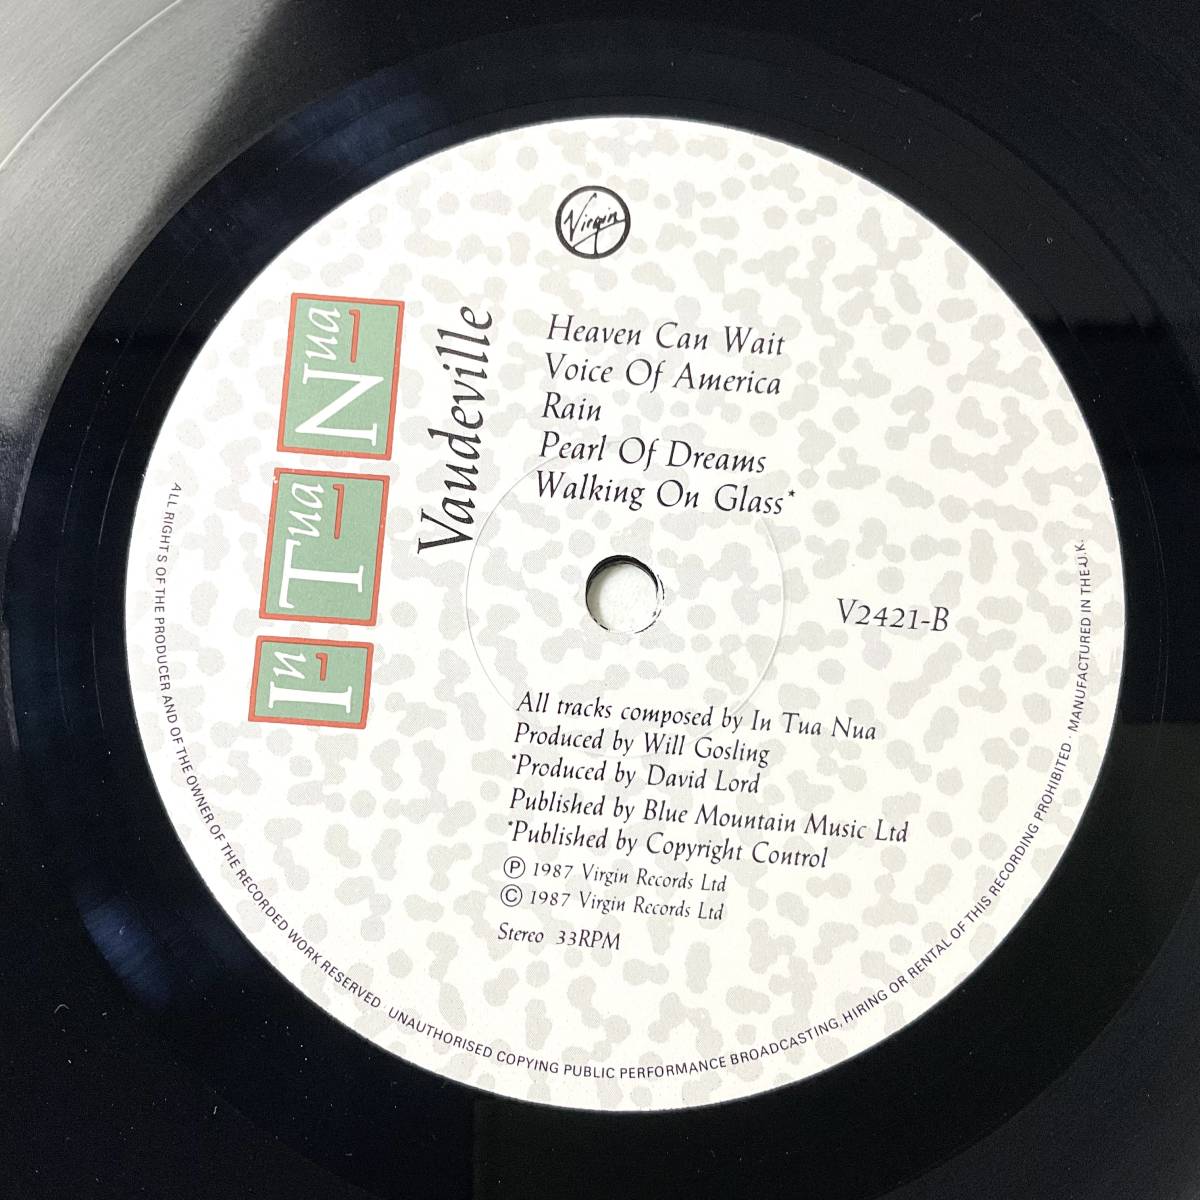 Virgin
In Tua Nua
Vaudeville
Heaven Can Wait
Voice Of America
Rain
Pearl Of Dreams
Walking On Glass*
V2421-B
All tracks composed by In Tua Nua
Produced by Will Gosling
*Produced by David Lord
Published by Blue Mountain Music Ltd
*Published by Copyright Control
Ⓟ 1987 Virgin Records Ltd
© 1987 Virgin Records Ltd
Stereo 33RPM
ALL RIGHTS OF THE PRODUCER AND OF THE OWNER OF THE RECORDED WORK RESERVED · UNAUTHORISED COPYING PUBLIC PERFORMANCE BROADCASTING, HIRING OR RENTAL OF THIS RECORDING PROHIBITED · MANUFACTURED IN THE U.K.